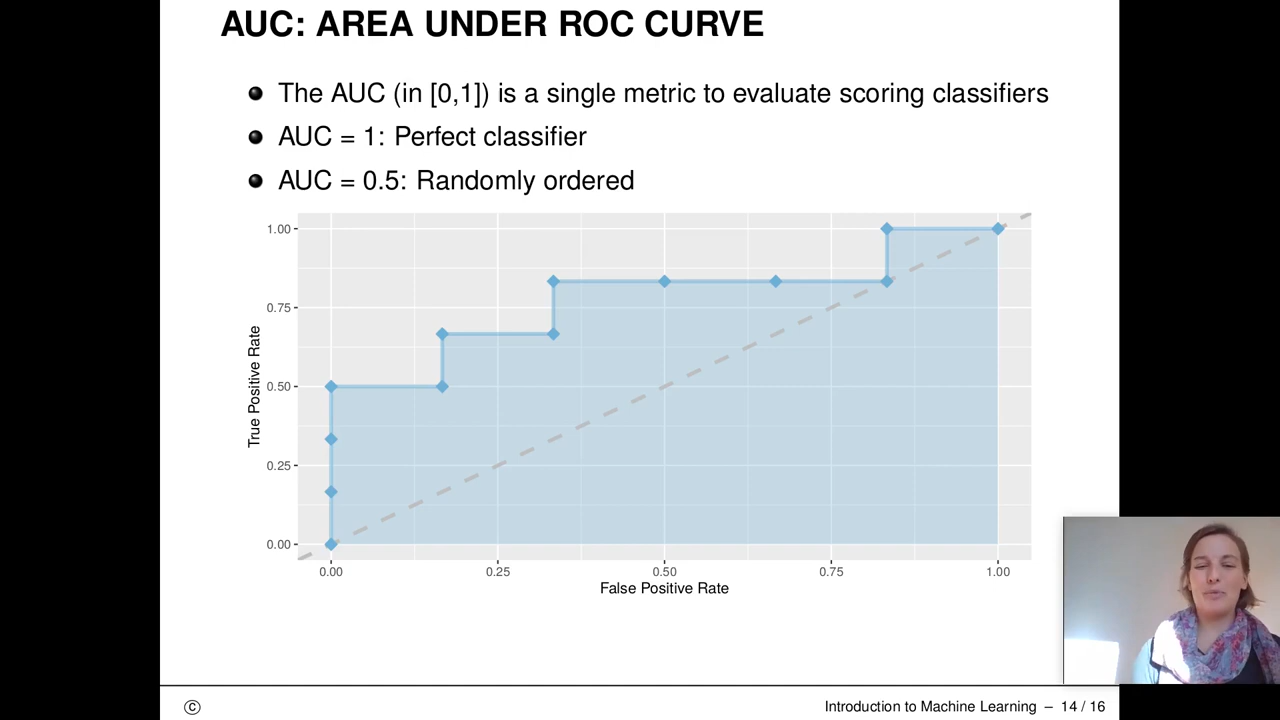 AUC: AREA UNDER ROC CURVE
The AUC (in [0,1]) is a single metric to evaluate scoring classifiers
AUC = 1: Perfect classifier
AUC = 0.5: Randomly ordered
1.00
0.75
0.50
0.25
0.00
True Positive Rate
0.00 0.25 0.50 0.75 1.00
False Positive Rate
© Introduction to Machine Learning – 14 / 16